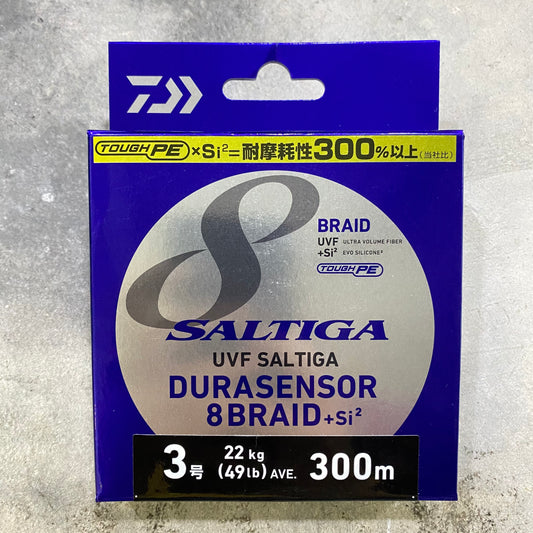 TOUGH PE ×Si²=耐摩耗性300%以上(当社比)
8
BRAID
UVF ULTRA VOLUME FIBER
+Si² EVO SILICONE²
TOUGH PE
SALTIGA
UVF SALTIGA
DURASENSOR
8BRAID+Si²
3号 22kg (49lb) AVE. 300m